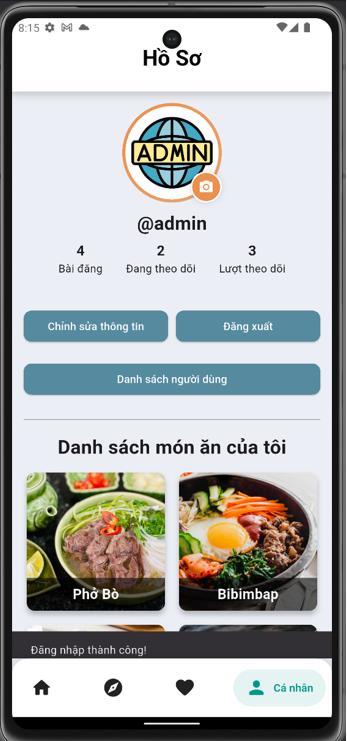 8:15
Hồ Sơ
ADMIN
@admin
4 2 3
Bài đăng Đang theo dõi Lượt theo dõi
Chỉnh sửa thông tin Đăng xuất
Danh sách người dùng
Danh sách món ăn của tôi
Phở Bò Bibimbap
Đăng nhập thành công!
Cá nhân